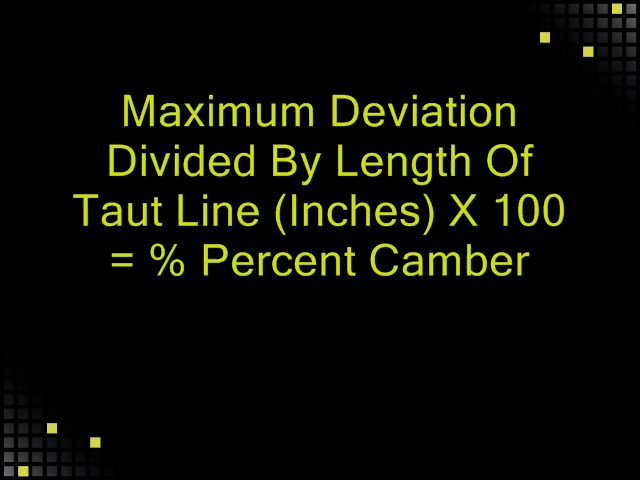 Maximum Deviation
Divided By Length Of
Taut Line (Inches) X 100
= % Percent Camber